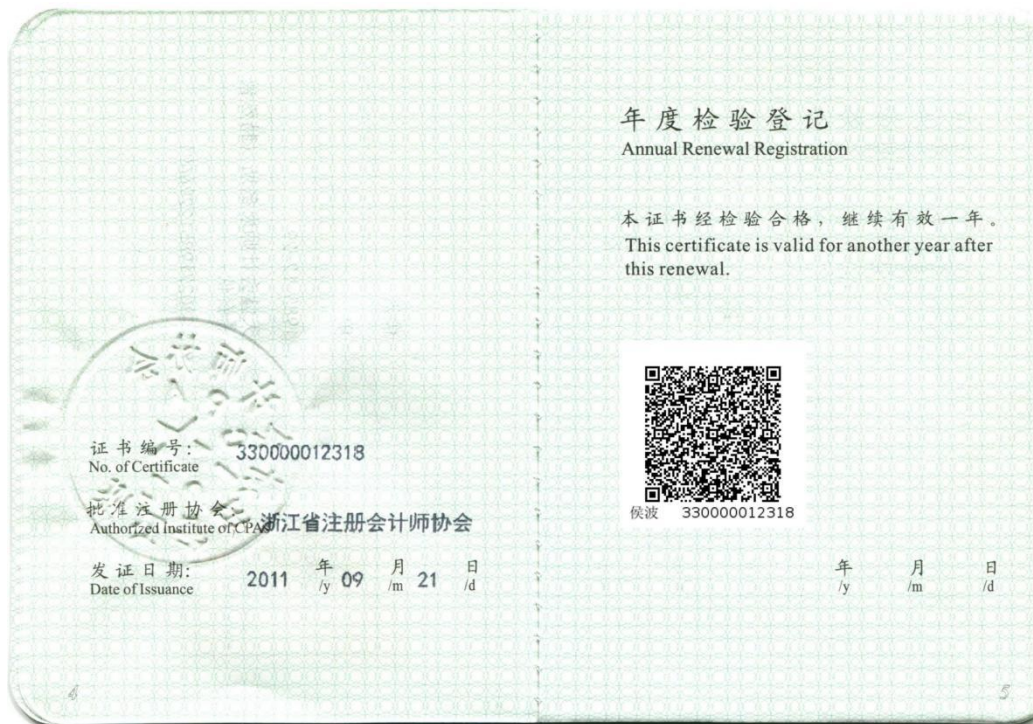 证书编号: 330000012318
No. of Certificate
批准注册协会:
Authorized Institute of CPAs 浙江省注册会计师协会
发证日期: 2011 年 09 月 21 日
Date of Issuance /y /m /d
4
年度检验登记
Annual Renewal Registration
本证书经检验合格，继续有效一年。
This certificate is valid for another year after
this renewal.
侯波 330000012318
年 月 日
/y /m /d
5